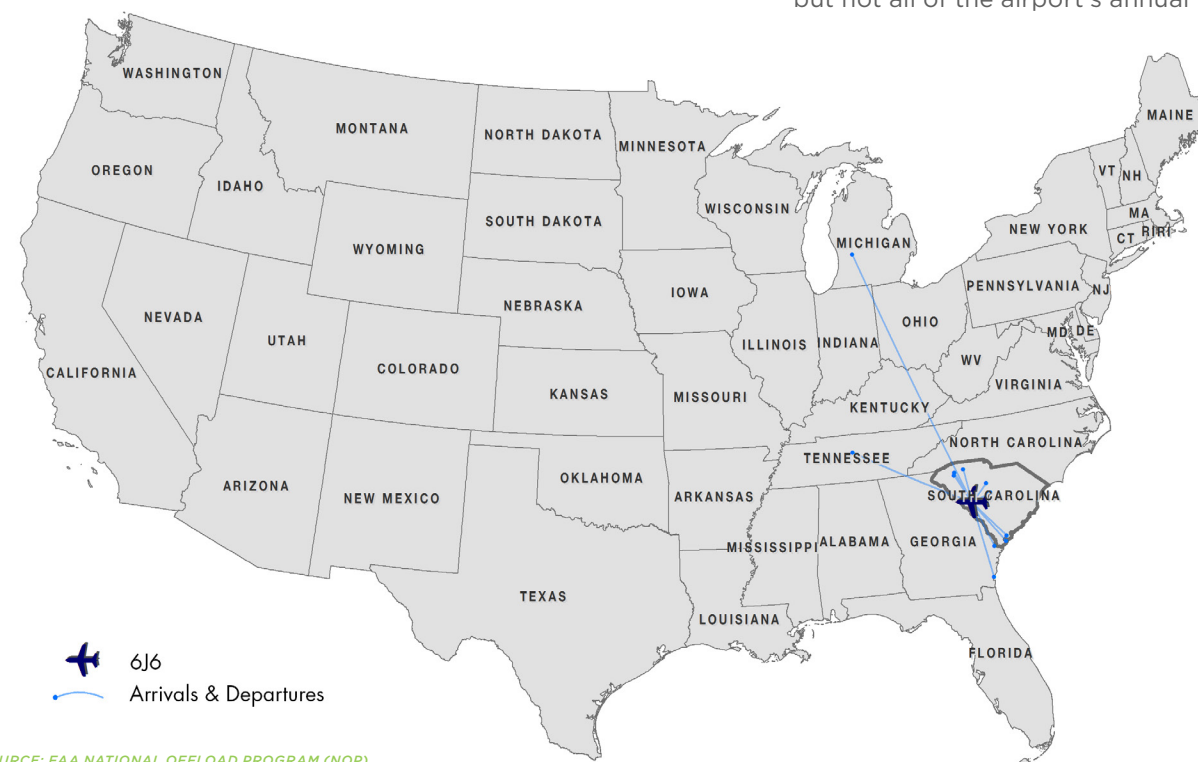 but not all of the airport's annual
WASHINGTON
MAINE
MONTANA
NORTH DAKOTA
MINNESOTA
OREGON
VT
NH
IDAHO
WISCONSIN
MA
SOUTH DAKOTA
NEW YORK
CT
RIRI
MICHIGAN
WYOMING
PENNSYLVANIA
NJ
IOWA
NEBRASKA
OHIO
NEVADA
MD
DE
UTAH
ILLINOIS
INDIANA
WV
COLORADO
CALIFORNIA
VIRGINIA
KANSAS
MISSOURI
KENTUCKY
NORTH CAROLINA
TENNESSEE
OKLAHOMA
ARIZONA
SOUTH CAROLINA
NEW MEXICO
ARKANSAS
MISSISSIPPI
ALABAMA
GEORGIA
TEXAS
LOUISIANA
FLORIDA
6J6
Arrivals & Departures
URCE: FAA NATIONAL OFFLOAD PROGRAM (NOP)